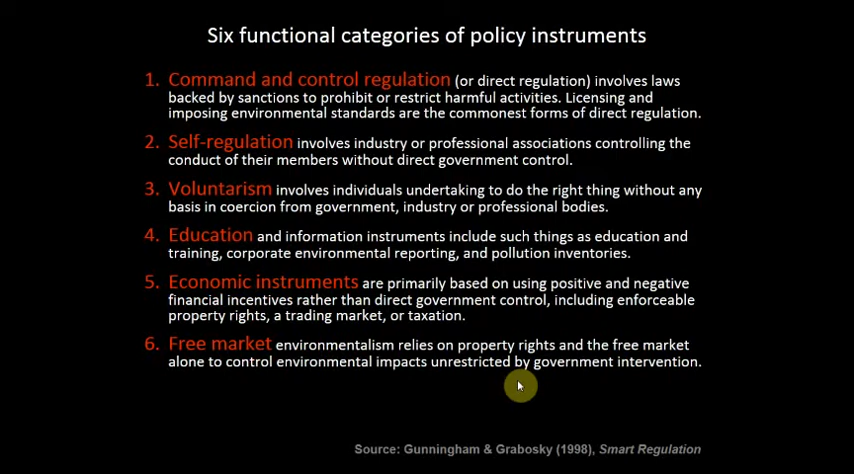 Six functional categories of policy instruments
1. Command and control regulation (or direct regulation) involves laws
backed by sanctions to prohibit or restrict harmful activities. Licensing and
imposing environmental standards are the commonest forms of direct regulation.
2. Self-regulation involves industry or professional associations controlling the
conduct of their members without direct government control.
3. Voluntarism involves individuals undertaking to do the right thing without any
basis in coercion from government, industry or professional bodies.
4. Education and information instruments include such things as education and
training, corporate environmental reporting, and pollution inventories.
5. Economic instruments are primarily based on using positive and negative
financial incentives rather than direct government control, including enforceable
property rights, a trading market, or taxation.
6. Free market environmentalism relies on property rights and the free market
alone to control environmental impacts unrestricted by government intervention.
Source: Gunningham & Grabosky (1998), Smart Regulation